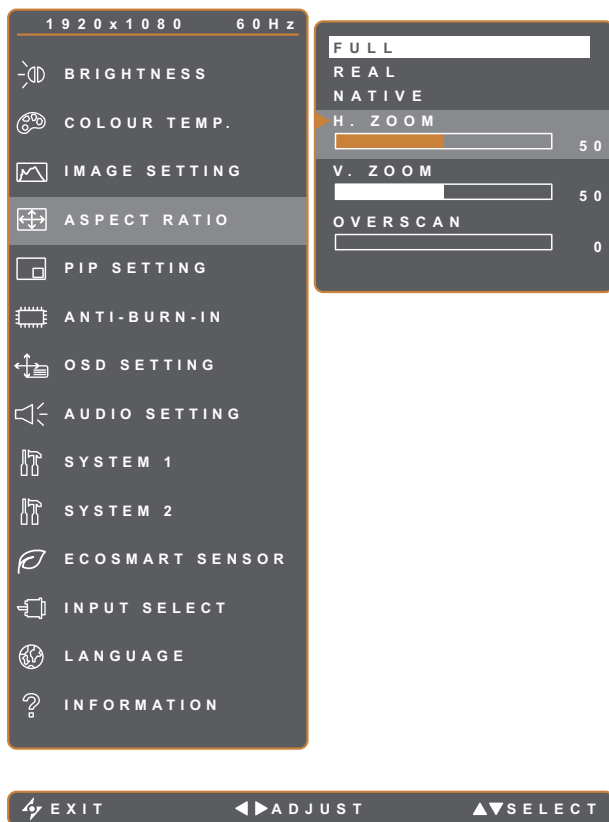 1920x1080 60Hz
BRIGHTNESS
COLOUR TEMP.
IMAGE SETTING
ASPECT RATIO
PIP SETTING
ANTI-BURN-IN
OSD SETTING
AUDIO SETTING
SYSTEM 1
SYSTEM 2
ECOSMART SENSOR
INPUT SELECT
LANGUAGE
INFORMATION
FULL
REAL
NATIVE
H. ZOOM
50
V. ZOOM
50
OVERSCAN
0
EXIT ADJUST SELECT